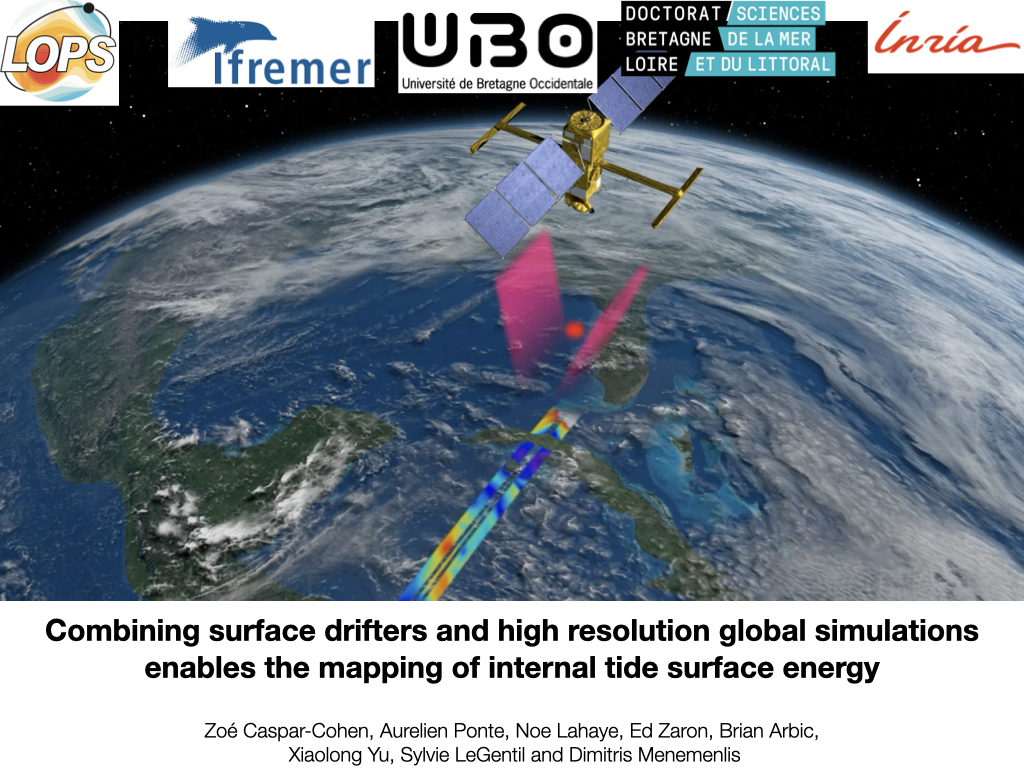 LOPS
Ifremer
UBO
Université de Bretagne Occidentale
DOCTORAT / SCIENCES
BRETAGNE DE LA MER
LOIRE ET DU LITTORAL
Inria
Combining surface drifters and high resolution global simulations
enables the mapping of internal tide surface energy
Zoé Caspar-Cohen, Aurelien Ponte, Noe Lahaye, Ed Zaron, Brian Arbic,
Xiaolong Yu, Sylvie LeGentil and Dimitris Menemenlis